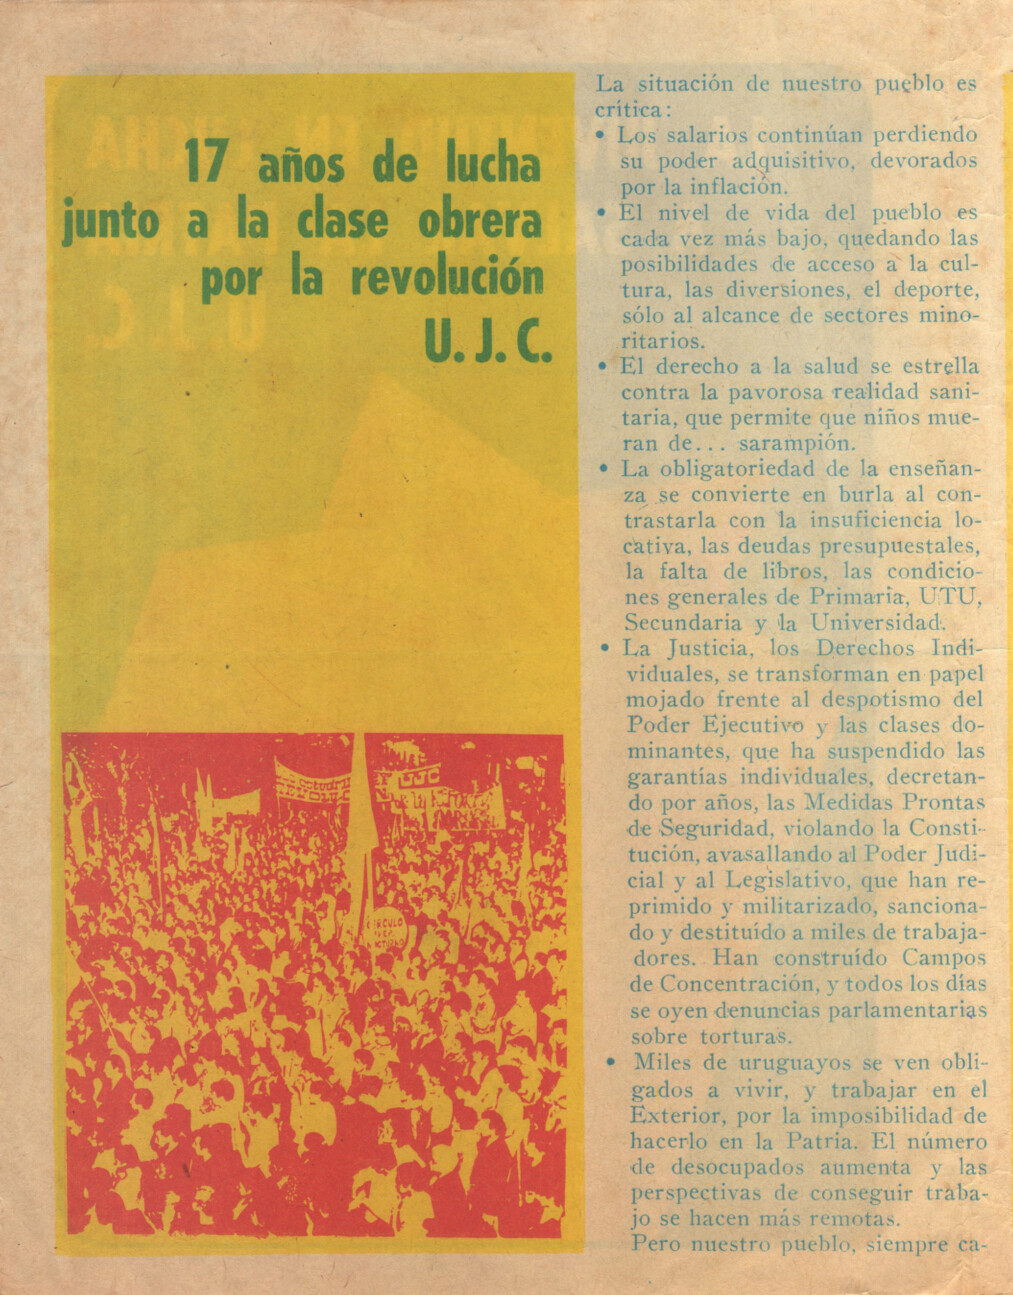 17 años de lucha
junto a la clase obrera
por la revolución
U. J. C.
CIRCULO
La situación de nuestro pueblo es
crítica:
• Los salarios continúan perdiendo
su poder adquisitivo, devorados
por la inflación.
• El nivel de vida del pueblo es
cada vez más bajo, quedando las
posibilidades de acceso a la cul-
tura, las diversiones, el deporte,
sólo al alcance de sectores mino-
ritarios.
• El derecho a la salud se estrella
contra la pavorosa realidad sani-
taria, que permite que niños mue-
ran de... sarampión.
• La obligatoriedad de la enseñan-
za se convierte en burla al con-
trastarla con la insuficiencia lo-
cativa, las deudas presupuestales,
la falta de libros, las condicio-
nes generales de Primaria, UTU,
Secundaria y la Universidad.
• La Justicia, los Derechos Indi-
viduales, se transforman en papel
mojado frente al despotismo del
Poder Ejecutivo y las clases do-
minantes, que ha suspendido las
garantías individuales, decretan-
do por años, las Medidas Prontas
de Seguridad, violando la Consti-
tución, avasallando al Poder Judi-
cial y al Legislativo, que han re-
primido y militarizado, sanciona-
do y destituído a miles de trabaja-
dores. Han construído Campos
de Concentración, y todos los días
se oyen denuncias parlamentarias
sobre torturas.
• Miles de uruguayos se ven obli-
gados a vivir, y trabajar en el
Exterior, por la imposibilidad de
hacerlo en la Patria. El número
de desocupados aumenta y las
perspectivas de conseguir traba-
jo se hacen más remotas.
Pero nuestro pueblo, siempre ca-